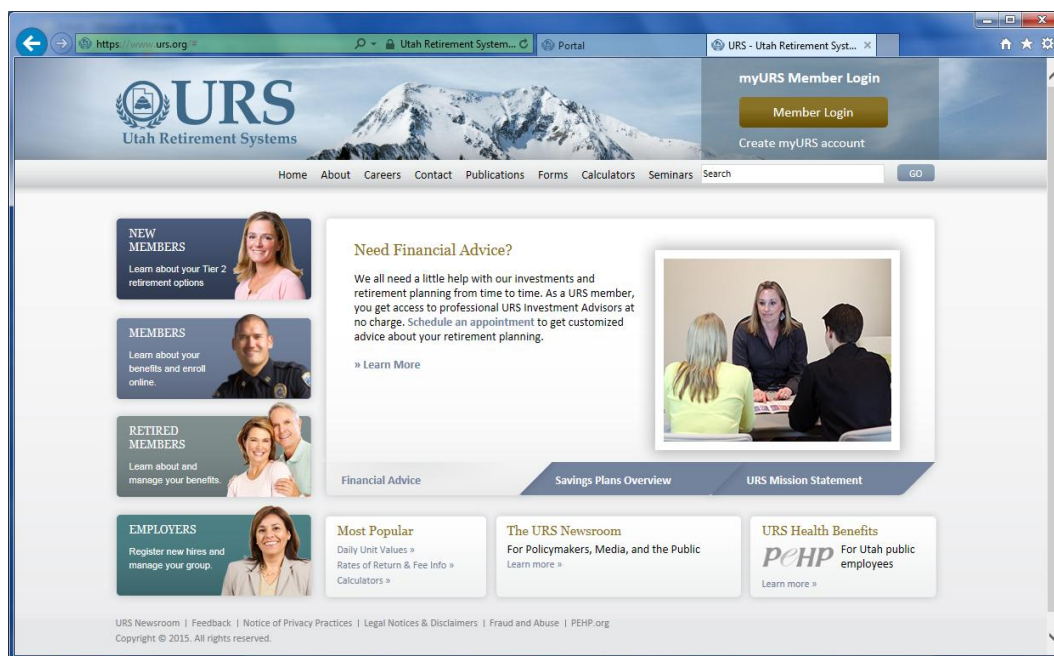 https://www.urs.org/#
Utah Retirement System...
Portal
URS - Utah Retirement Syst...
URS
Utah Retirement Systems
myURS Member Login
Member Login
Create myURS account
Home About Careers Contact Publications Forms Calculators Seminars Search GO
NEW
MEMBERS
Learn about your Tier 2
retirement options
MEMBERS
Learn about your
benefits and enroll
online.
RETIRED
MEMBERS
Learn about and
manage your benefits.
EMPLOYERS
Register new hires and
manage your group.
Need Financial Advice?
We all need a little help with our investments and
retirement planning from time to time. As a URS member,
you get access to professional URS Investment Advisors at
no charge. Schedule an appointment to get customized
advice about your retirement planning.
» Learn More
Financial Advice
Savings Plans Overview
URS Mission Statement
Most Popular
Daily Unit Values »
Rates of Return & Fee Info »
Calculators »
The URS Newsroom
For Policymakers, Media, and the Public
Learn more »
URS Health Benefits
PeHP
For Utah public
employees
Learn more »
URS Newsroom | Feedback | Notice of Privacy Practices | Legal Notices & Disclaimers | Fraud and Abuse | PEHP.org
Copyright © 2015. All rights reserved.